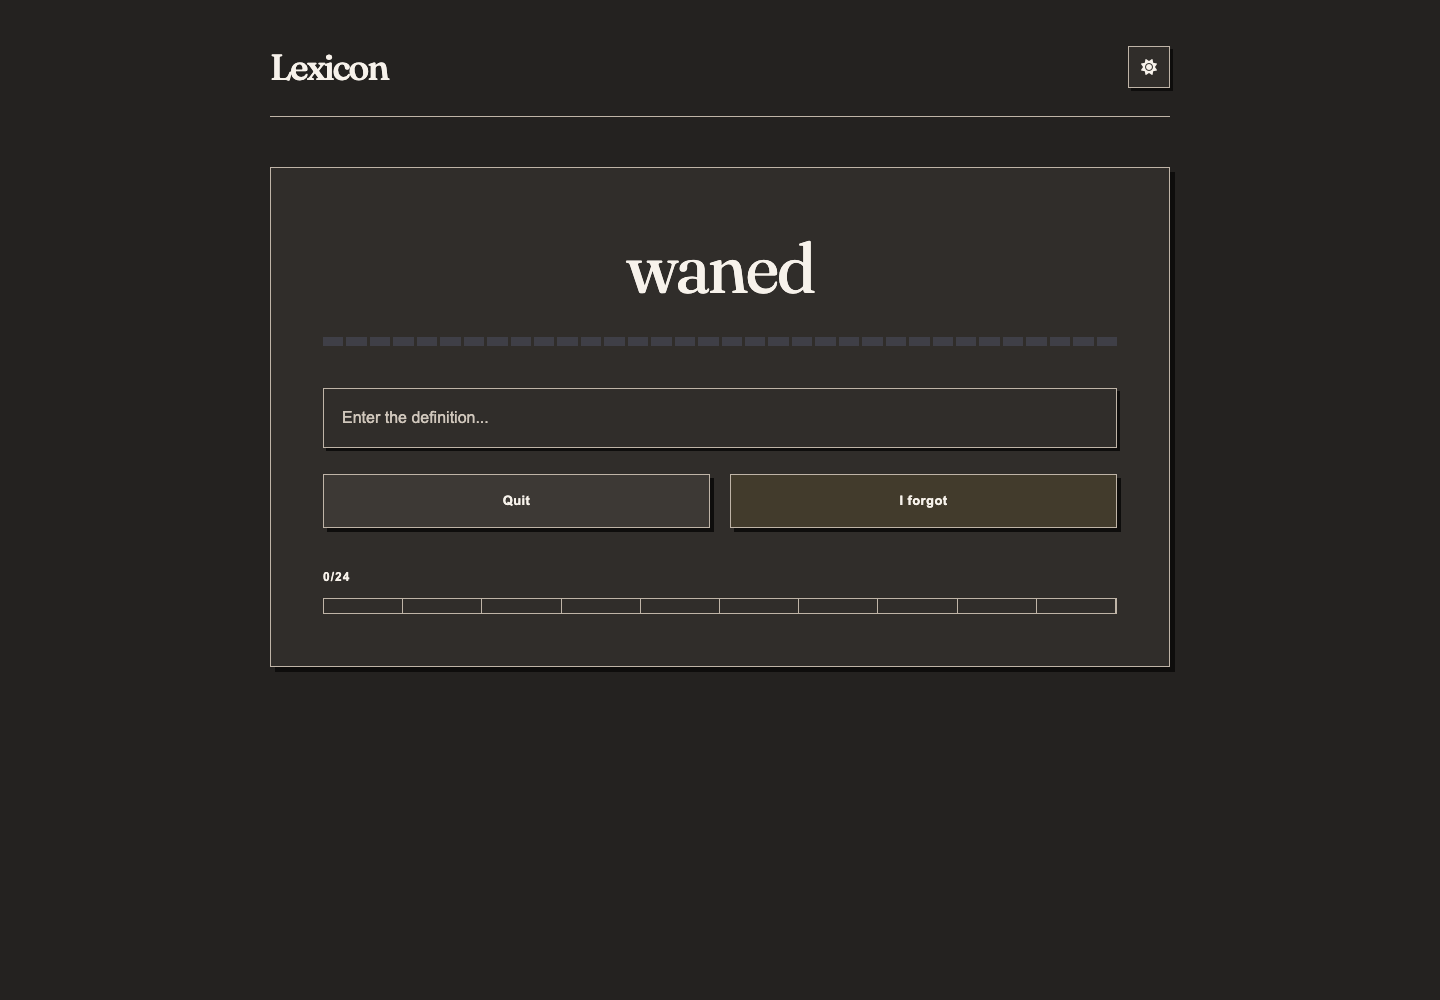 Lexicon
waned
Enter the definition...
Quit
I forgot
0/24